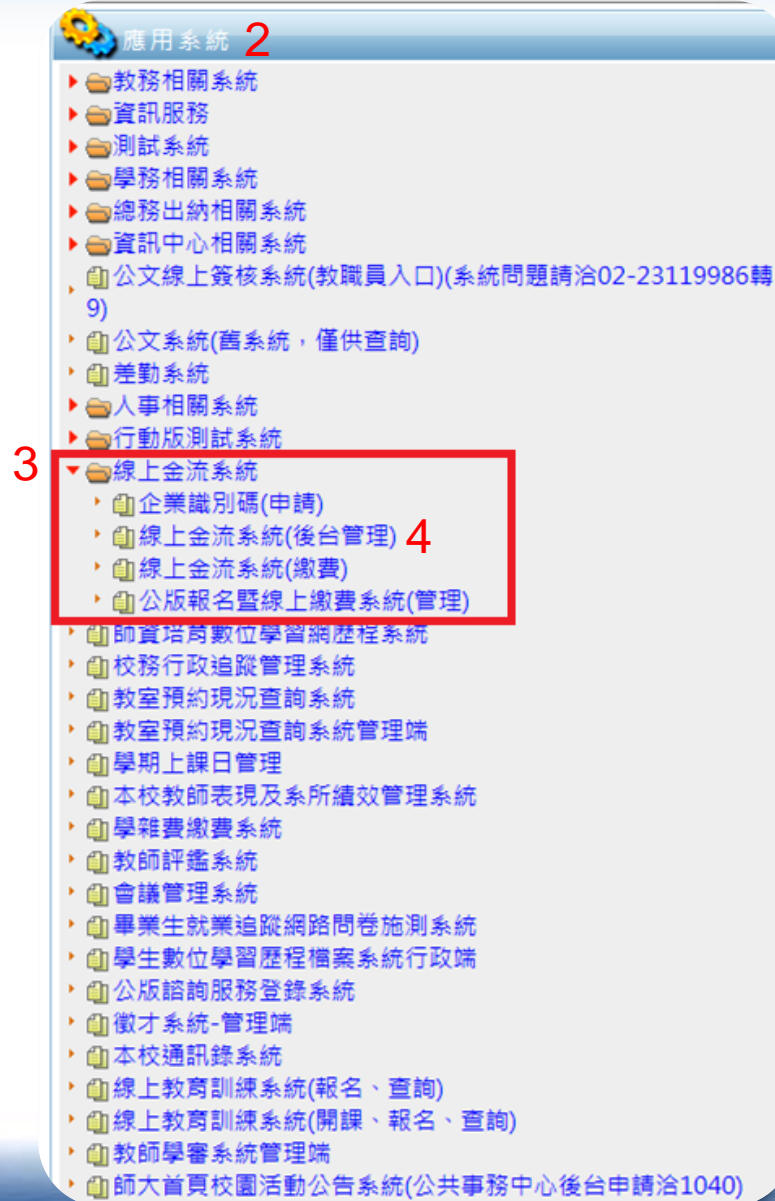 應用系統 2
教務相關系統
資訊服務
測試系統
學務相關系統
總務出納相關系統
資訊中心相關系統
公文線上簽核系統(教職員入口)(系統問題請洽02-23119986轉
9)
公文系統(舊系統，僅供查詢)
差勤系統
人事相關系統
行動版測試系統
3 線上金流系統
企業識別碼(申請)
線上金流系統(後台管理) 4
線上金流系統(繳費)
公版報名暨線上繳費系統(管理)
師資培育數位學習網歷程系統
校務行政追蹤管理系統
教室預約現況查詢系統
教室預約現況查詢系統管理端
學期上課日管理
本校教師表現及系所績效管理系統
學雜費繳費系統
教師評鑑系統
會議管理系統
畢業生就業追蹤網路問卷施測系統
學生數位學習歷程檔案系統行政端
公版諮詢服務登錄系統
徵才系統-管理端
本校通訊錄系統
線上教育訓練系統(報名、查詢)
線上教育訓練系統(開課、報名、查詢)
教師學審系統管理端
師大首頁校園活動公告系統(公共事務中心後台申請洽1040)